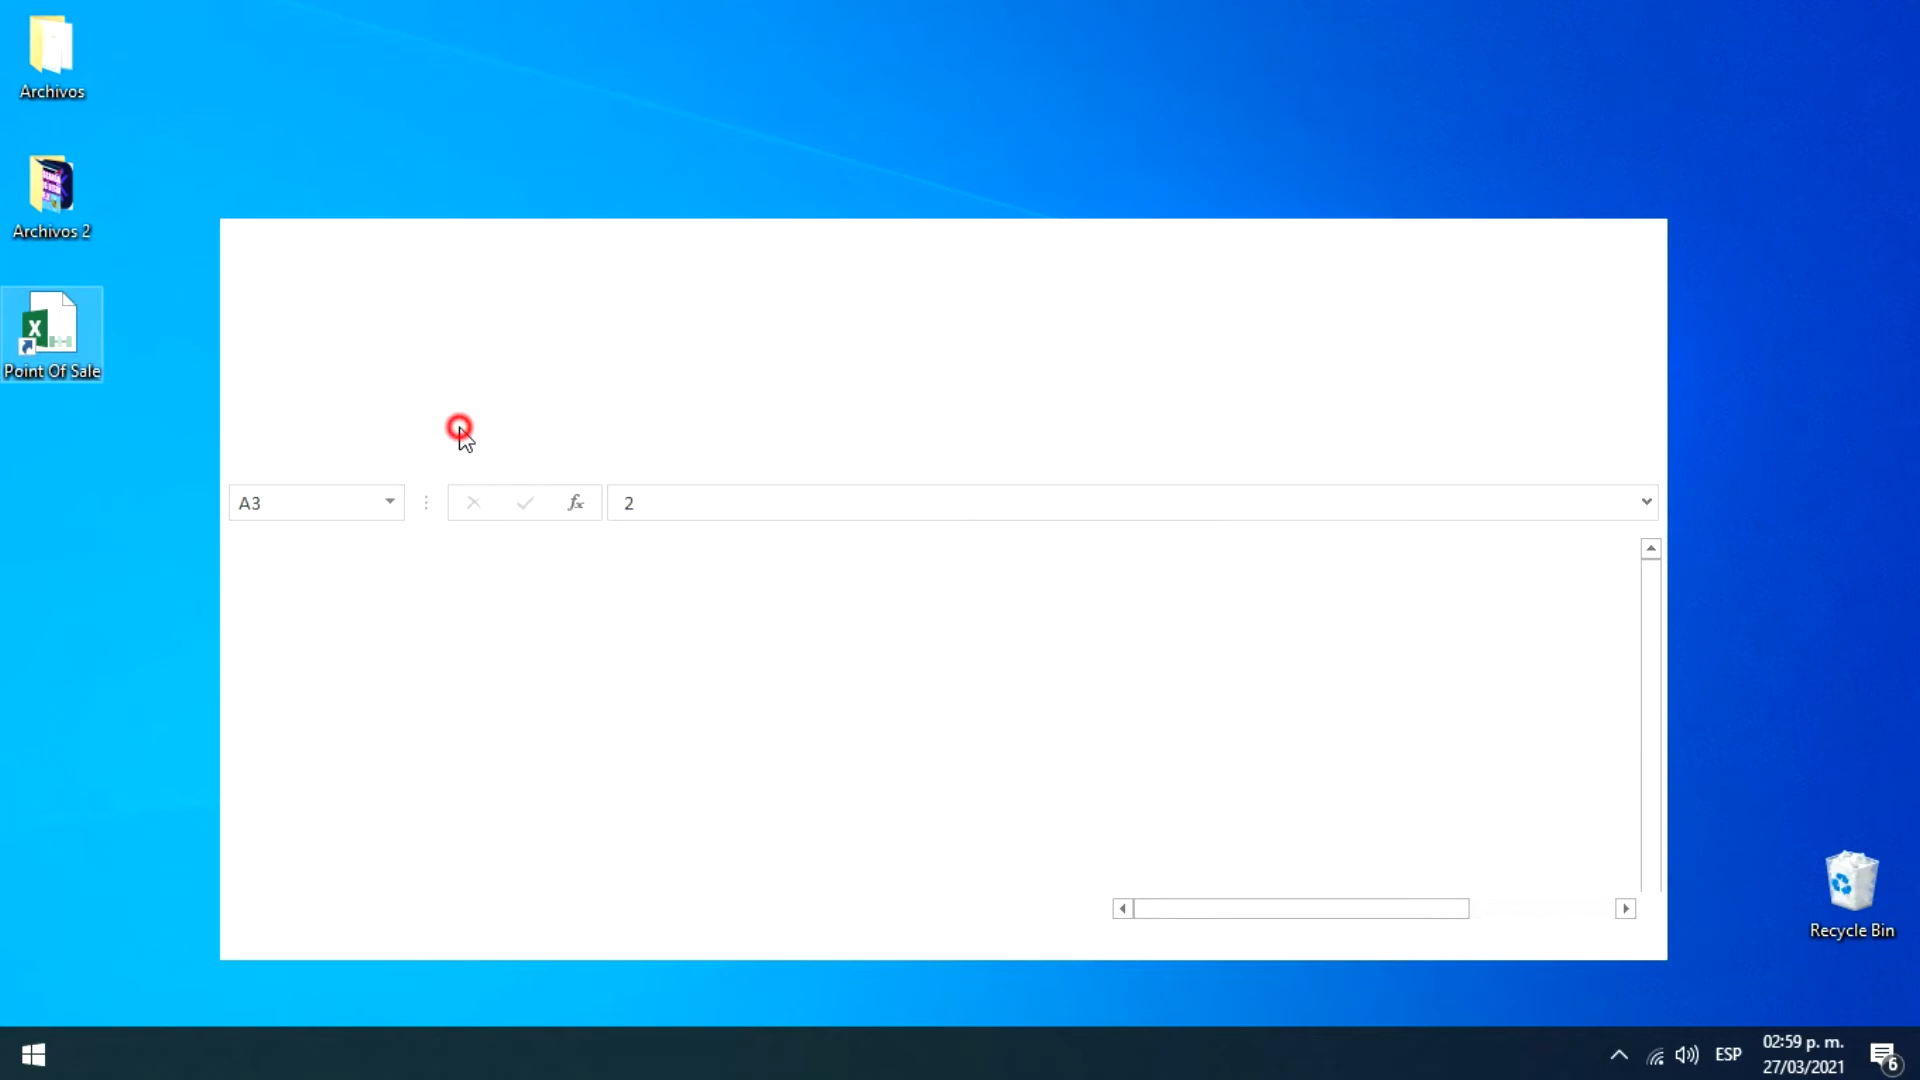 Archivos
Archivos 2
Point Of Sale
A3
fx
2
Recycle Bin
ESP
02:59 p. m.
27/03/2021
6